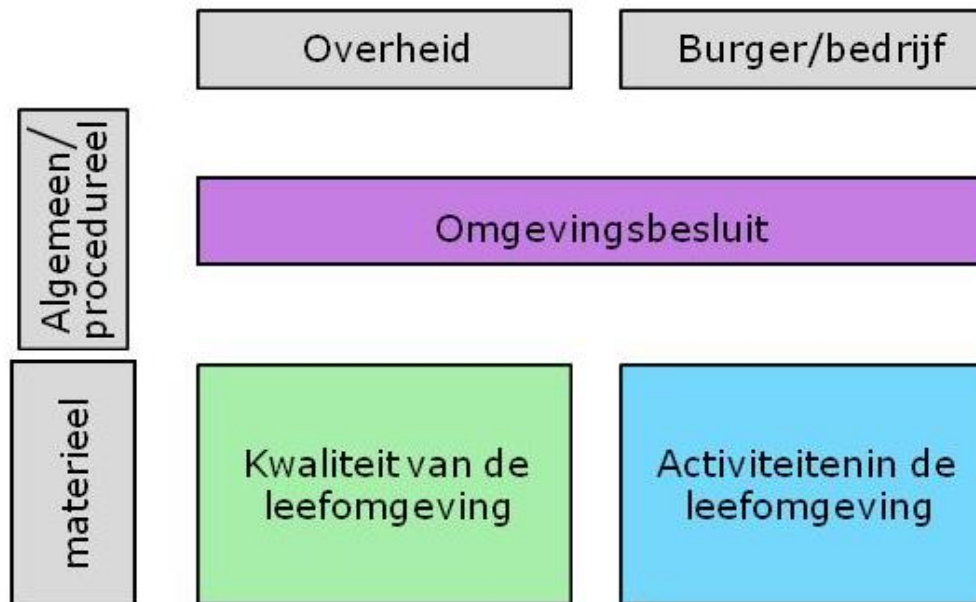 Overheid
Burger/bedrijf
Algemeen/
procedureel
Omgevingsbesluit
materieel
Kwaliteit van de
leefomgeving
Activiteitenin de
leefomgeving